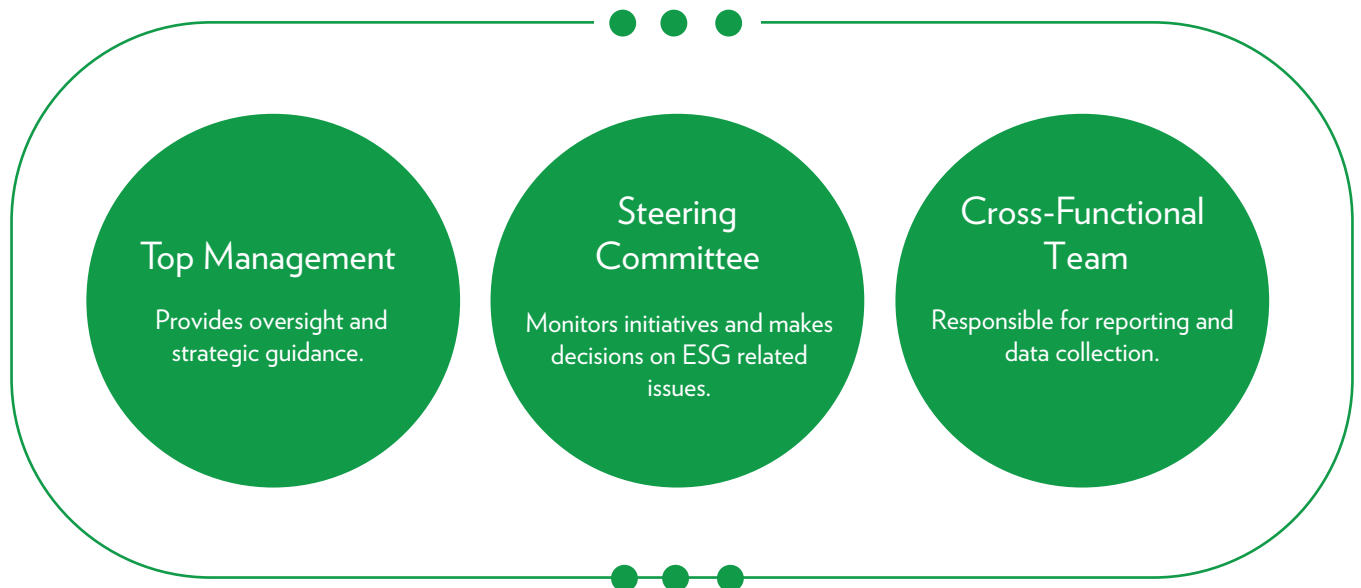 Top Management
Provides oversight and
strategic guidance.
Steering
Committee
Monitors initiatives and makes
decisions on ESG related
issues.
Cross-Functional
Team
Responsible for reporting and
data collection.